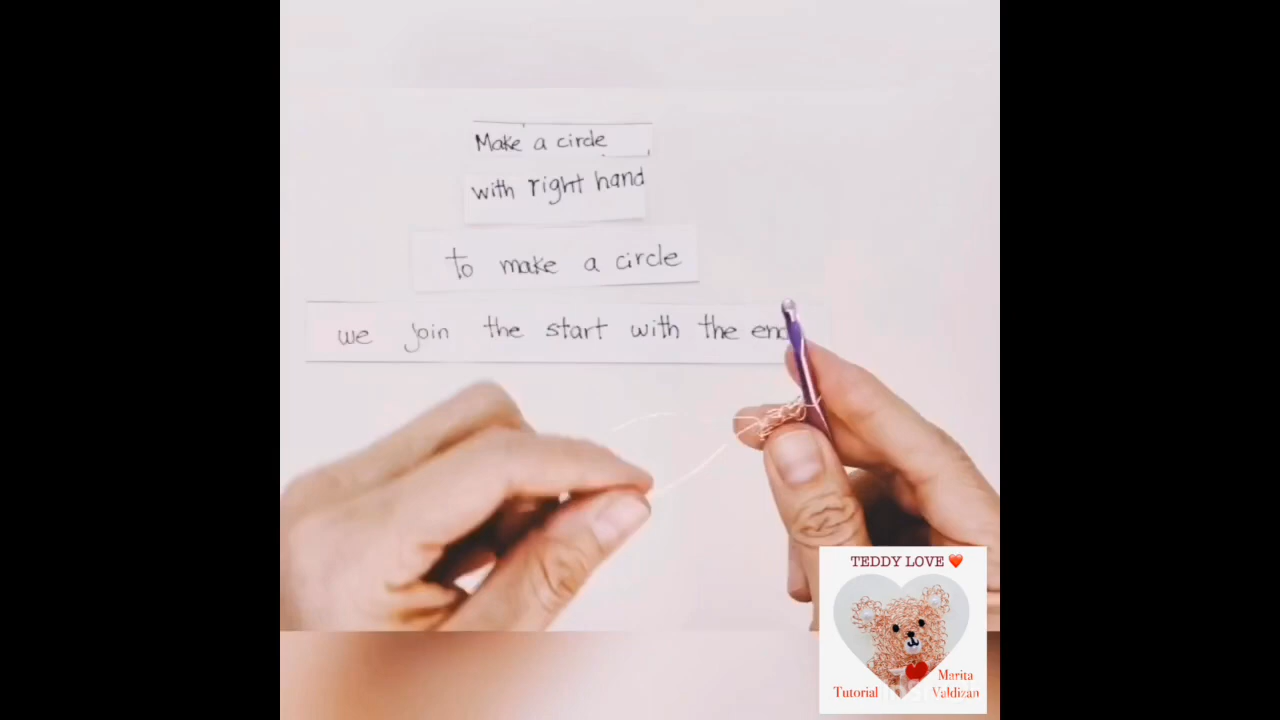 Make a circle
with right hand
to make a circle
we join the start with the end
TEDDY LOVE ❤️
Marita
Tutorial Valdizan